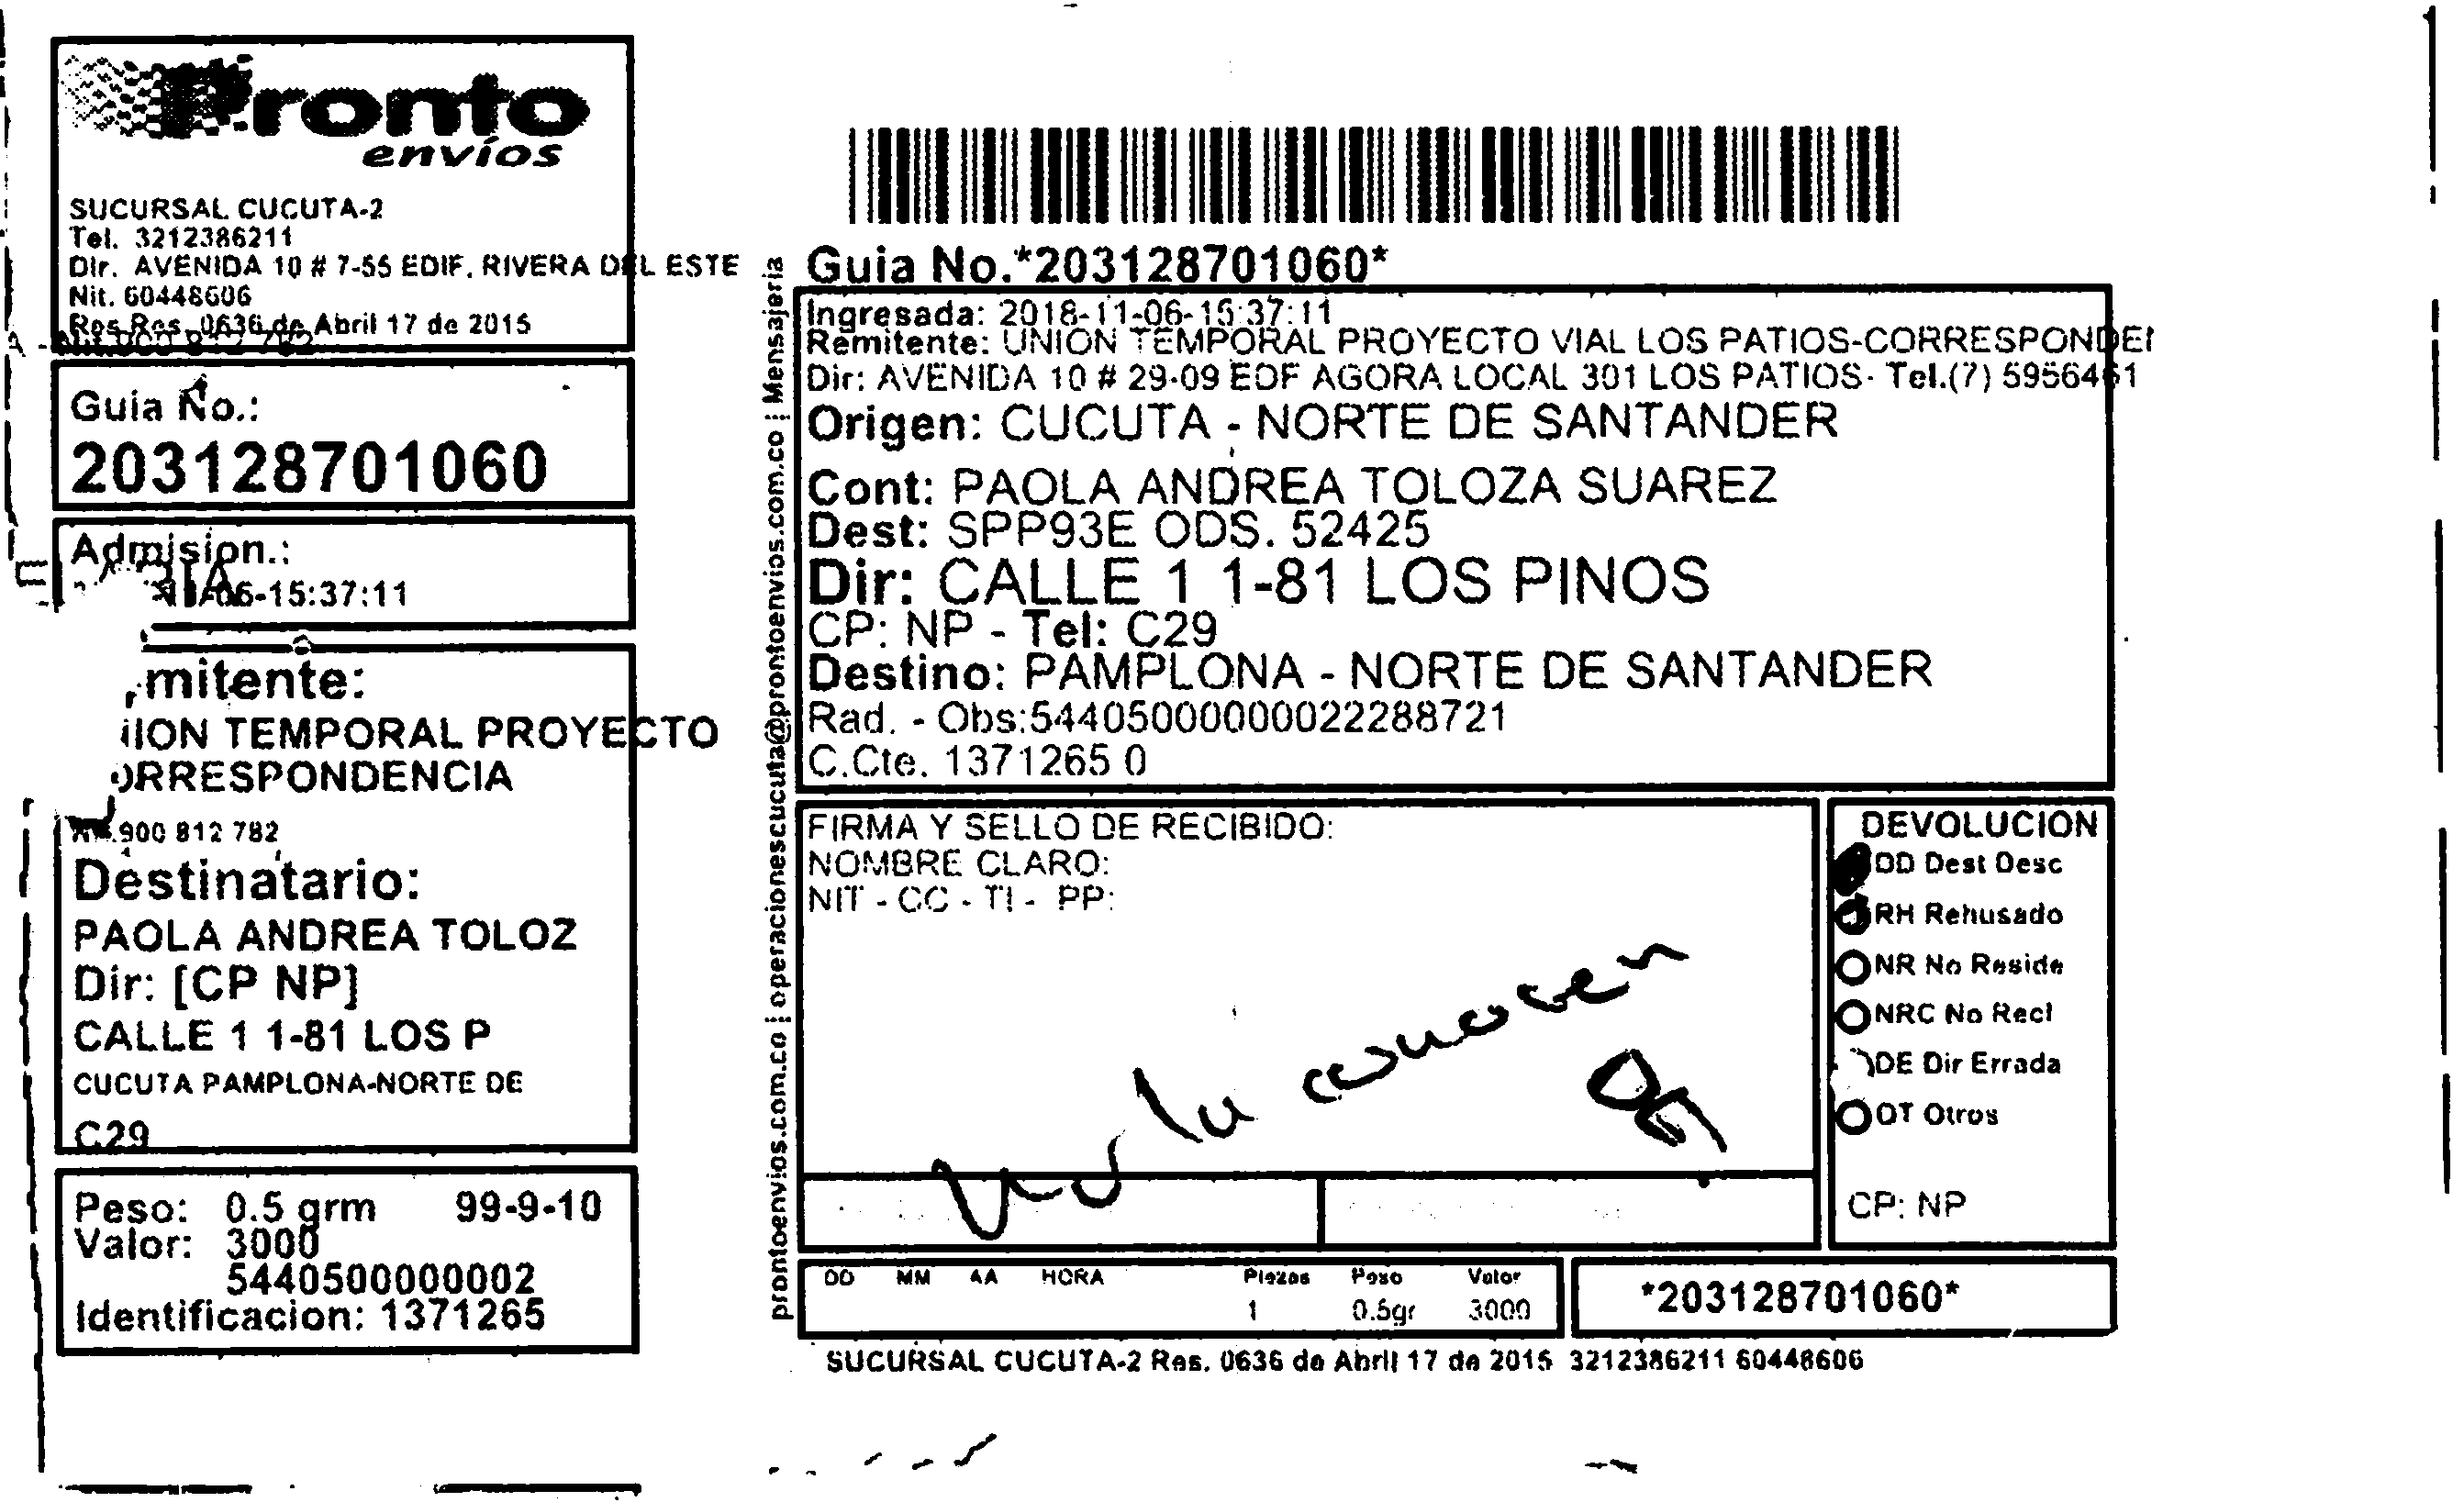 Pronto
envíos
SUCURSAL CUCUTA-2
Tel. 3212386211
Dir. AVENIDA 10 # 7-55 EDIF. RIVERA DEL ESTE
Nit. 60448606
Res Res. 0636 de Abril 17 de 2015
Guia No.:
203128701060
Admision.:
06-15:37:11
mitente:
ION TEMPORAL PROYECTO
ORRESPONDENCIA
900 812 782
Destinatario:
PAOLA ANDREA TOLOZ
Dir: [CP NP]
CALLE 1 1-81 LOS P
CUCUTA PAMPLONA-NORTE DE
C29
Peso: 0.5 grm 99-9-10
Valor: 3000
5440500000002
Identificacion: 1371265
prontoenvios.com.co | operacionescucuta@prontoenvios.com.co | Mensajeria
Guia No.*203128701060*
Ingresada: 2018-11-06-15:37:11
Remitente: UNION TEMPORAL PROYECTO VIAL LOS PATIOS-CORRESPONDEN
Dir: AVENIDA 10 # 29-09 EDF AGORA LOCAL 301 LOS PATIOS- Tel.(7) 5956461
Origen: CUCUTA - NORTE DE SANTANDER
Cont: PAOLA ANDREA TOLOZA SUAREZ
Dest: SPP93E ODS. 52425
Dir: CALLE 1 1-81 LOS PINOS
CP: NP - Tel: C29
Destino: PAMPLONA - NORTE DE SANTANDER
Rad. - Obs:544050000000022288721
C.Cte. 1371265 0
FIRMA Y SELLO DE RECIBIDO:
NOMBRE CLARO:
NIT - CC - TI - PP:
No la conocen
DEVOLUCION
DD Dest Desc
RH Rehusado
NR No Reside
NRC No Recl
DE Dir Errada
OT Otros
CP: NP
DD MM AA HORA Piezas Peso Valor
1 0.5gr 3000
*203128701060*
SUCURSAL CUCUTA-2 Res. 0636 de Abril 17 de 2015 3212386211 60448606